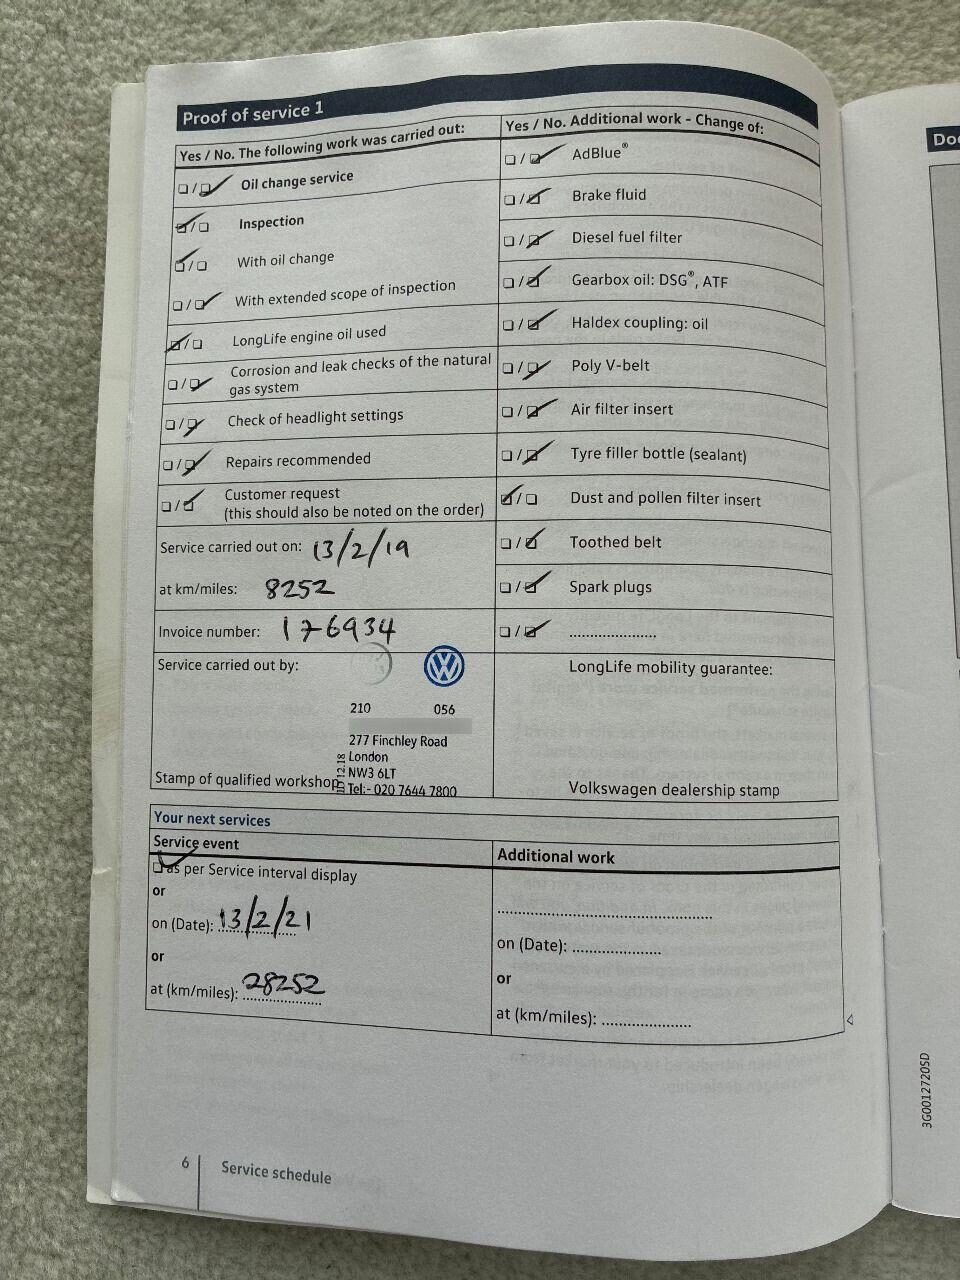 Proof of service 1
Yes / No. The following work was carried out:
Oil change service
Inspection
With oil change
With extended scope of inspection
LongLife engine oil used
Corrosion and leak checks of the natural
gas system
Check of headlight settings
Repairs recommended
Customer request
(this should also be noted on the order)
Service carried out on: 13/2/19
at km/miles: 8252
Invoice number: 176934
Service carried out by:
210 056
277 Finchley Road
London
NW3 6LT
Tel:- 020 7644 7800
Stamp of qualified workshop
Yes / No. Additional work - Change of:
AdBlue®
Brake fluid
Diesel fuel filter
Gearbox oil: DSG®, ATF
Haldex coupling: oil
Poly V-belt
Air filter insert
Tyre filler bottle (sealant)
Dust and pollen filter insert
Toothed belt
Spark plugs
LongLife mobility guarantee:
Volkswagen dealership stamp
Your next services
Service event
as per Service interval display
or
on (Date): 13/2/21
or
at (km/miles): 28252
Additional work
on (Date):
or
at (km/miles):
6 Service schedule
3G0012720SD